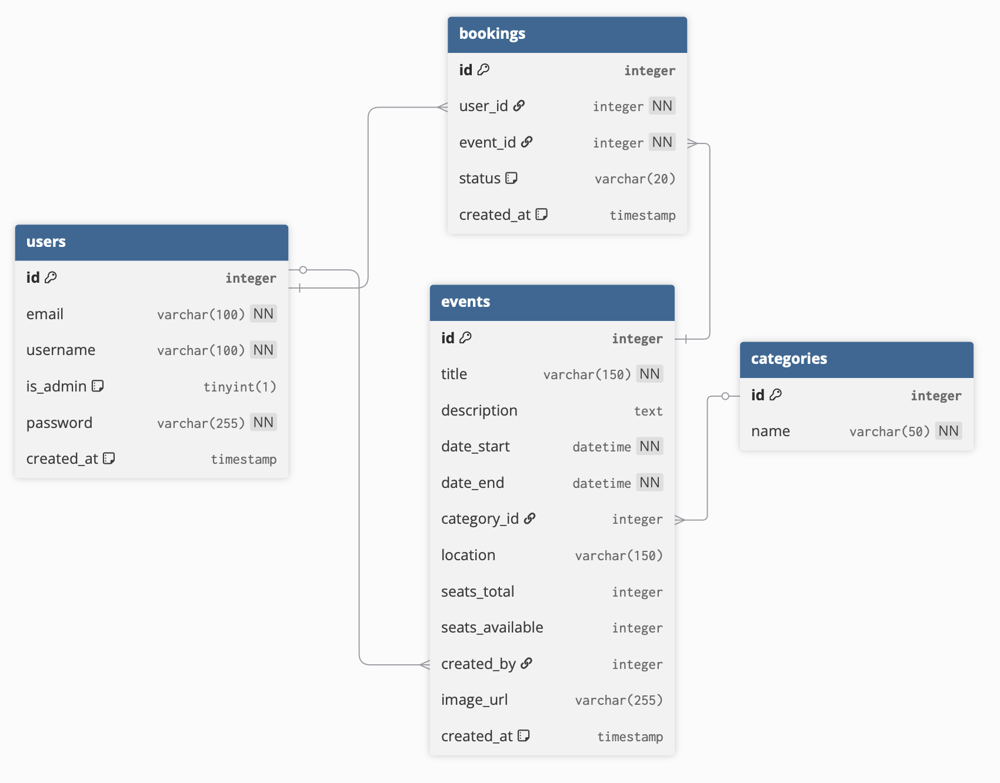 bookings
id integer
user_id integer NN
event_id integer NN
status varchar(20)
created_at timestamp
users
id integer
email varchar(100) NN
username varchar(100) NN
is_admin tinyint(1)
password varchar(255) NN
created_at timestamp
events
id integer
title varchar(150) NN
description text
date_start datetime NN
date_end datetime NN
category_id integer
location varchar(150)
seats_total integer
seats_available integer
created_by integer
image_url varchar(255)
created_at timestamp
categories
id integer
name varchar(50) NN